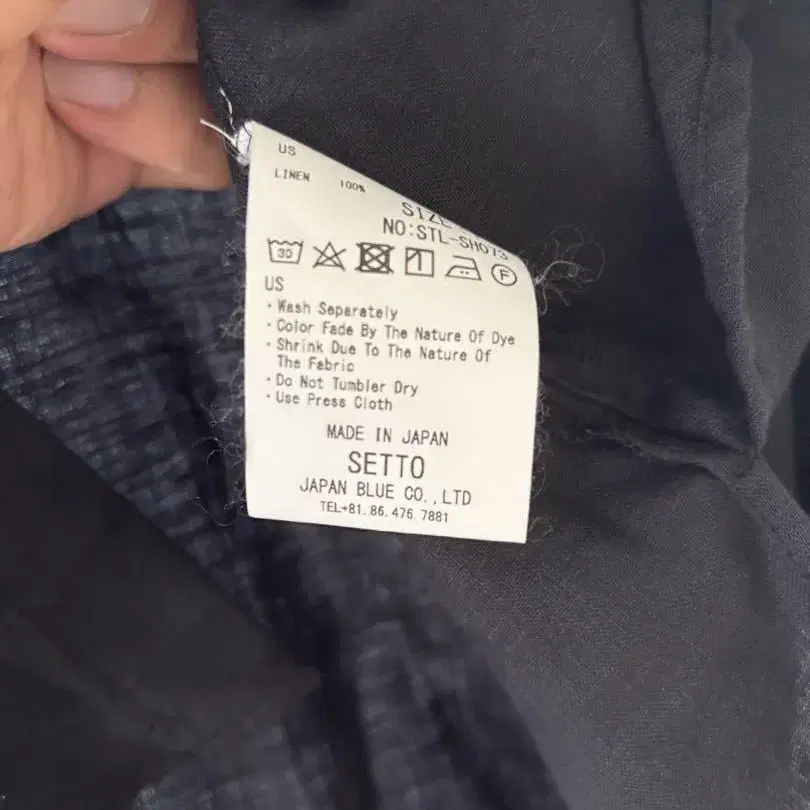 US
LINEN 100%
SIZE
NO:STL-SH073
30 F
US
・Wash Separately
・Color Fade By The Nature Of Dye
・Shrink Due To The Nature Of
The Fabric
・Do Not Tumbler Dry
・Use Press Cloth
MADE IN JAPAN
SETTO
JAPAN BLUE CO.,LTD
TEL+81.86.476.7881